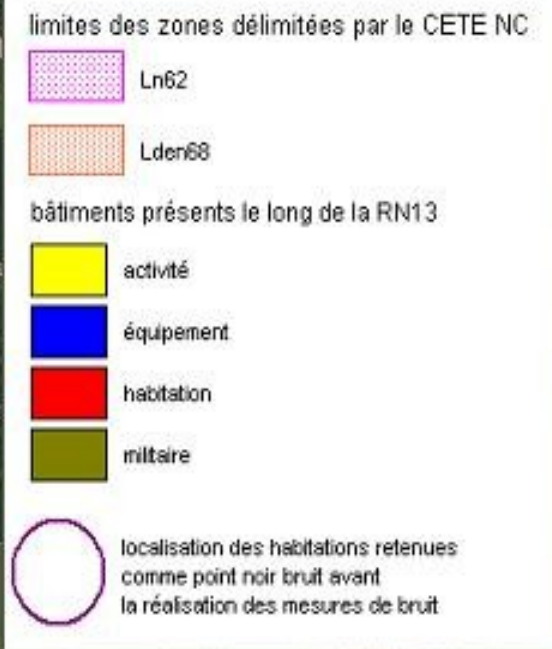 limites des zones délimitées par le CETE NC
Ln62
Lden68
bâtiments présents le long de la RN13
activité
équipement
habitation
militaire
localisation des habitations retenues
comme point noir bruit avant
la réalisation des mesures de bruit